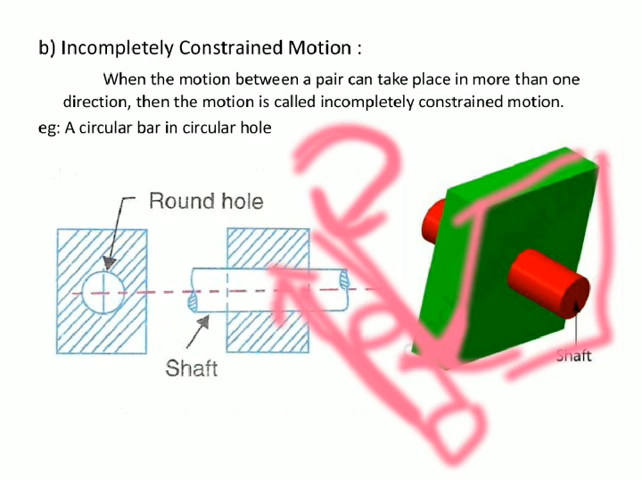 b) Incompletely Constrained Motion :
When the motion between a pair can take place in more than one
direction, then the motion is called incompletely constrained motion.
eg: A circular bar in circular hole
Round hole
Shaft
Shaft